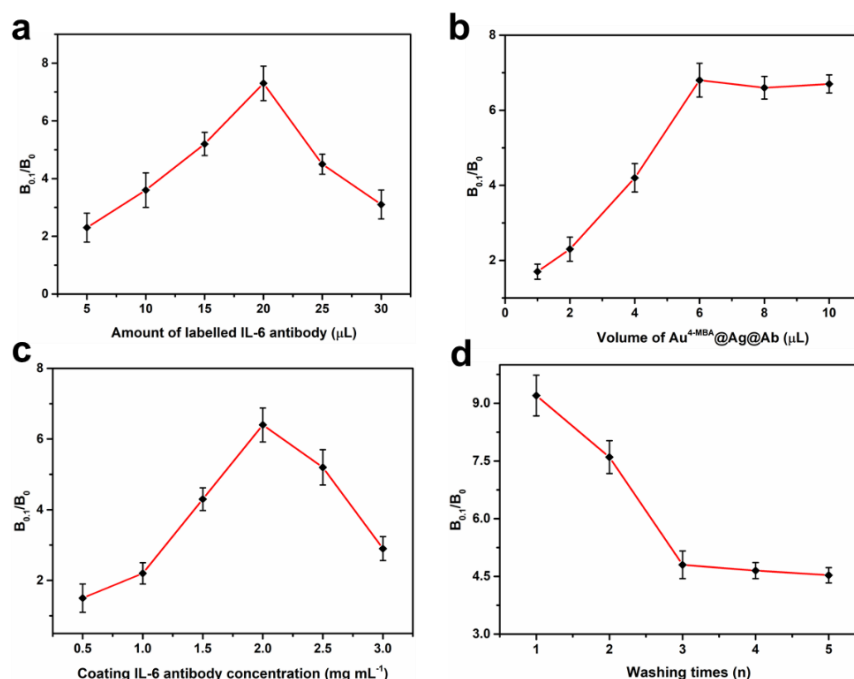 a
B0.1/B0
8
6
4
2
0
5 10 15 20 25 30
Amount of labelled IL-6 antibody (μL)
b
B0.1/B0
8
6
4
2
0 2 4 6 8 10
Volume of Au4-MBA@Ag@Ab (μL)
c
B0.1/B0
8
6
4
2
0.5 1.0 1.5 2.0 2.5 3.0
Coating IL-6 antibody concentration (mg mL-1)
d
B0.1/B0
9.0
7.5
6.0
4.5
3.0
1 2 3 4 5
Washing times (n)